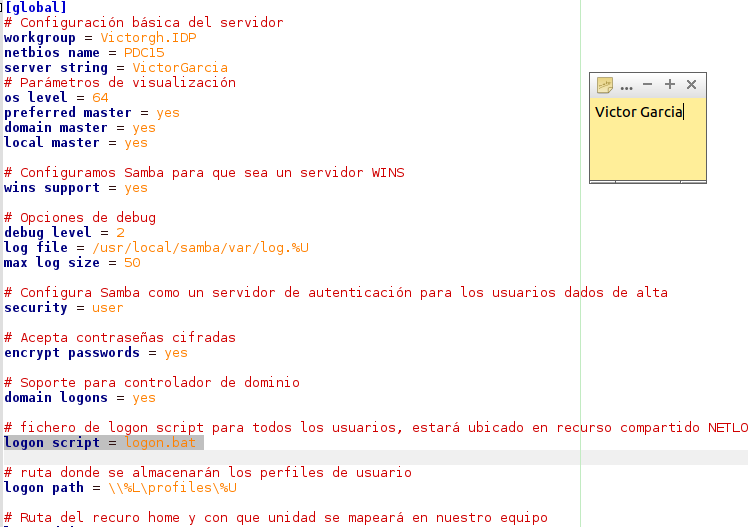 [global]
# Configuración básica del servidor
workgroup = Victorgh.IDP
netbios name = PDC15
server string = VictorGarcia
# Parámetros de visualización
os level = 64
preferred master = yes
domain master = yes
local master = yes
# Configuramos Samba para que sea un servidor WINS
wins support = yes
# Opciones de debug
debug level = 2
log file = /usr/local/samba/var/log.%U
max log size = 50
# Configura Samba como un servidor de autenticación para los usuarios dados de alta
security = user
# Acepta contraseñas cifradas
encrypt passwords = yes
# Soporte para controlador de dominio
domain logons = yes
# fichero de logon script para todos los usuarios, estará ubicado en recurso compartido NETLO
logon script = logon.bat
# ruta donde se almacenarán los perfiles de usuario
logon path = \\%L\profiles\%U
# Ruta del recuro home y con que unidad se mapeará en nuestro equipo
...
Victor Garcia